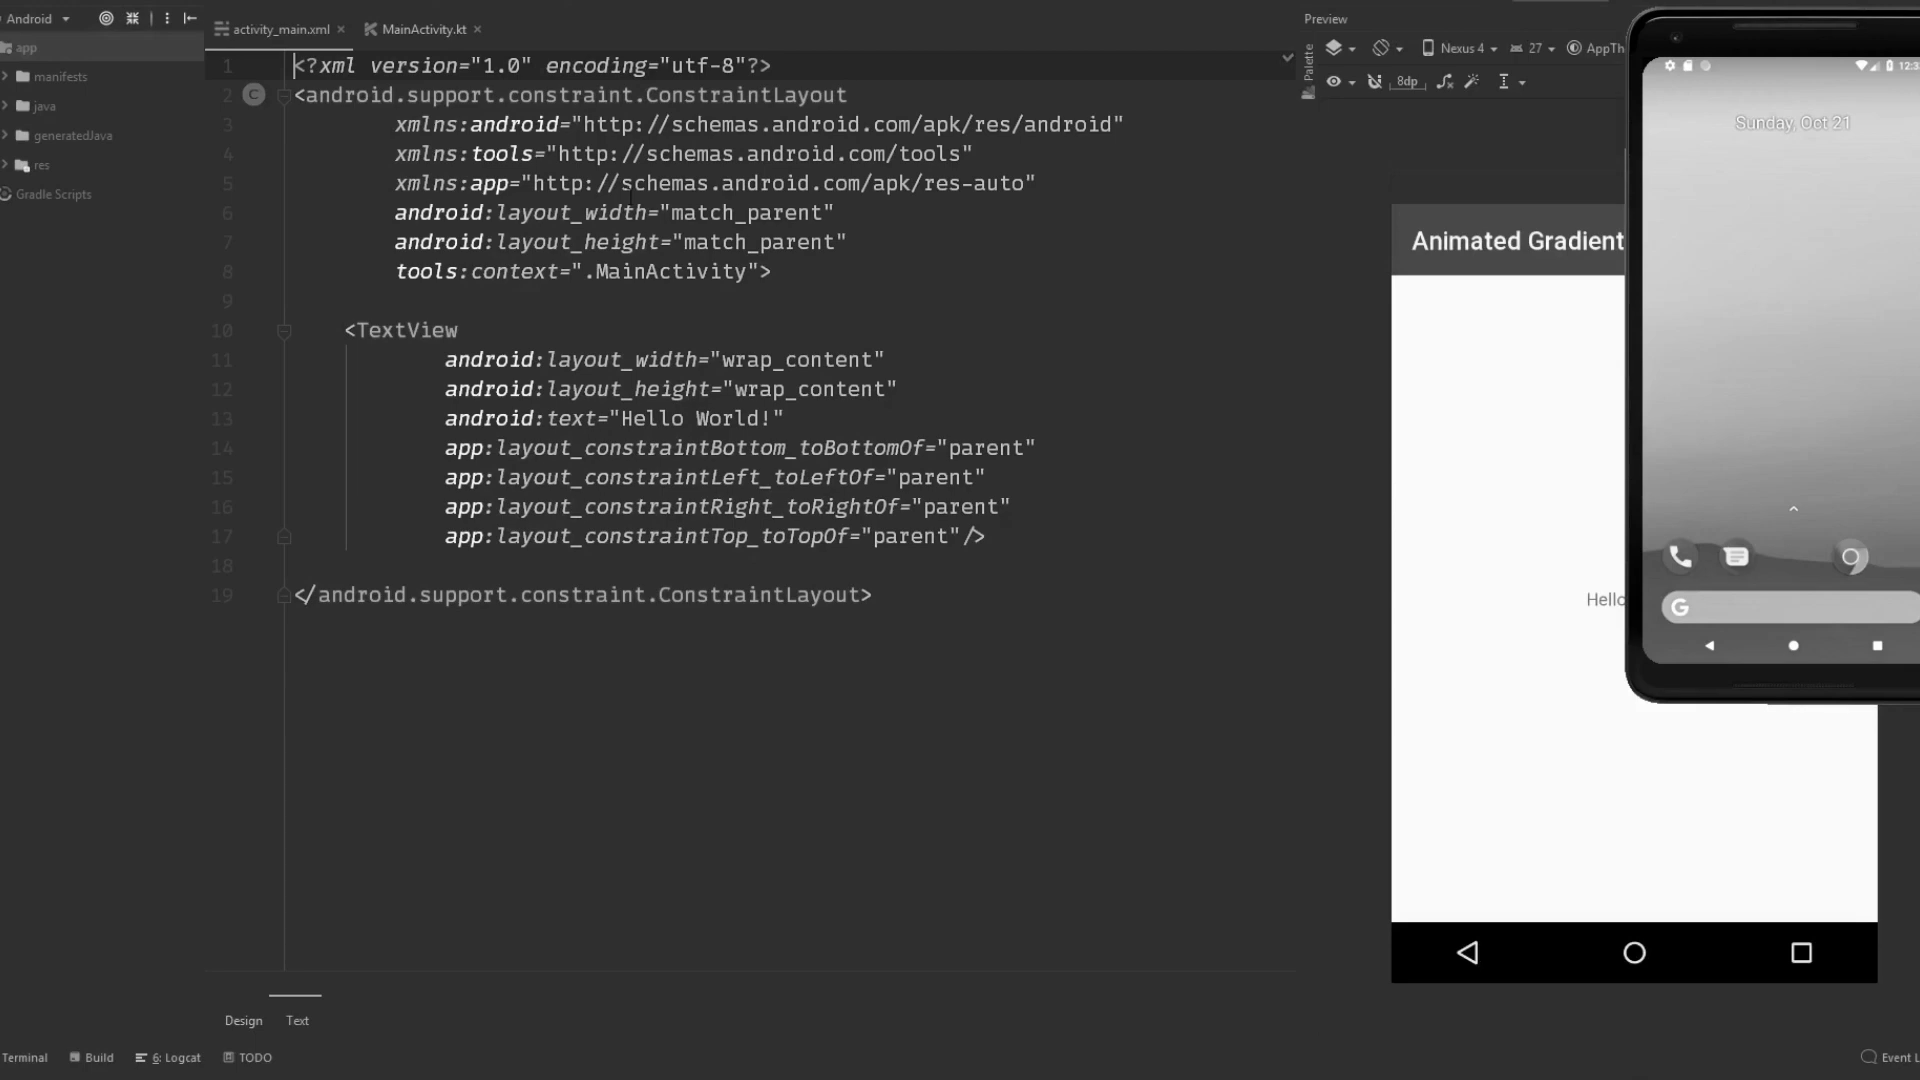 Android
activity_main.xml
MainActivity.kt
app
manifests
java
generatedJava
res
Gradle Scripts
1 <?xml version="1.0" encoding="utf-8"?>
2 <android.support.constraint.ConstraintLayout
3 xmlns:android="http://schemas.android.com/apk/res/android"
4 xmlns:tools="http://schemas.android.com/tools"
5 xmlns:app="http://schemas.android.com/apk/res-auto"
6 android:layout_width="match_parent"
7 android:layout_height="match_parent"
8 tools:context=".MainActivity">
9
10 <TextView
11 android:layout_width="wrap_content"
12 android:layout_height="wrap_content"
13 android:text="Hello World!"
14 app:layout_constraintBottom_toBottomOf="parent"
15 app:layout_constraintLeft_toLeftOf="parent"
16 app:layout_constraintRight_toRightOf="parent"
17 app:layout_constraintTop_toTopOf="parent"/>
18
19 </android.support.constraint.ConstraintLayout>
Design Text
Terminal Build 6: Logcat TODO
Preview
Palette
Nexus 4 27 AppTh
8dp
Animated Gradient
Hello
12:3
Sunday, Oct 21
G
Event L